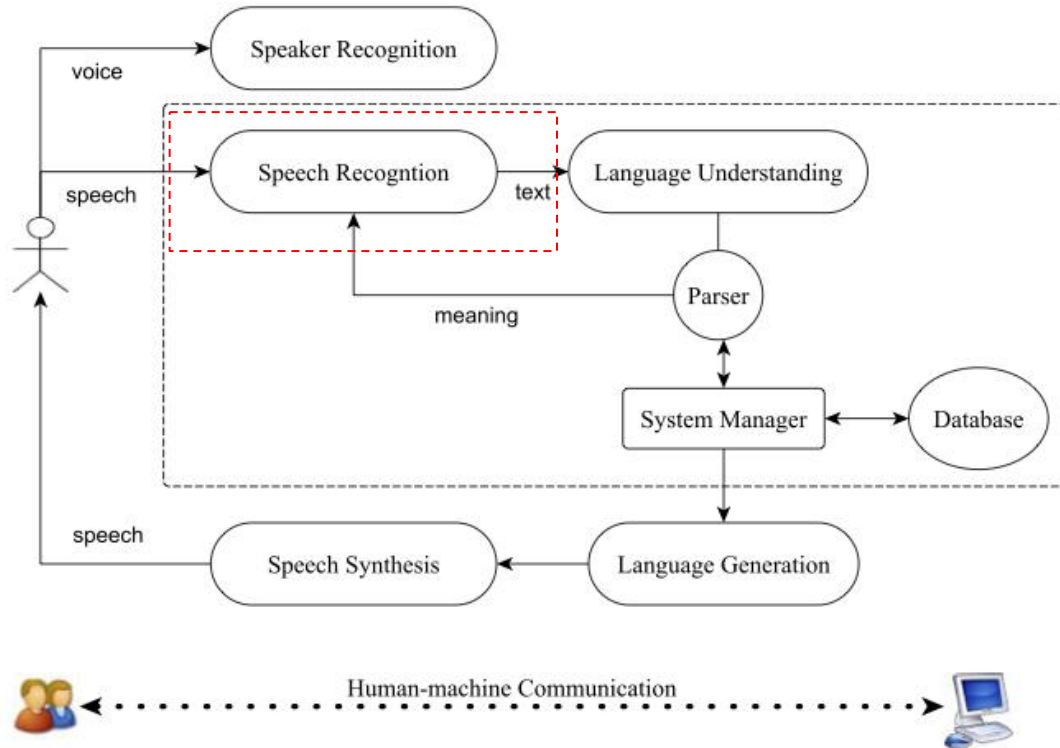 Speaker Recognition
voice
Speech Recogntion
Language Understanding
speech
text
Parser
meaning
System Manager
Database
speech
Speech Synthesis
Language Generation
Human-machine Communication